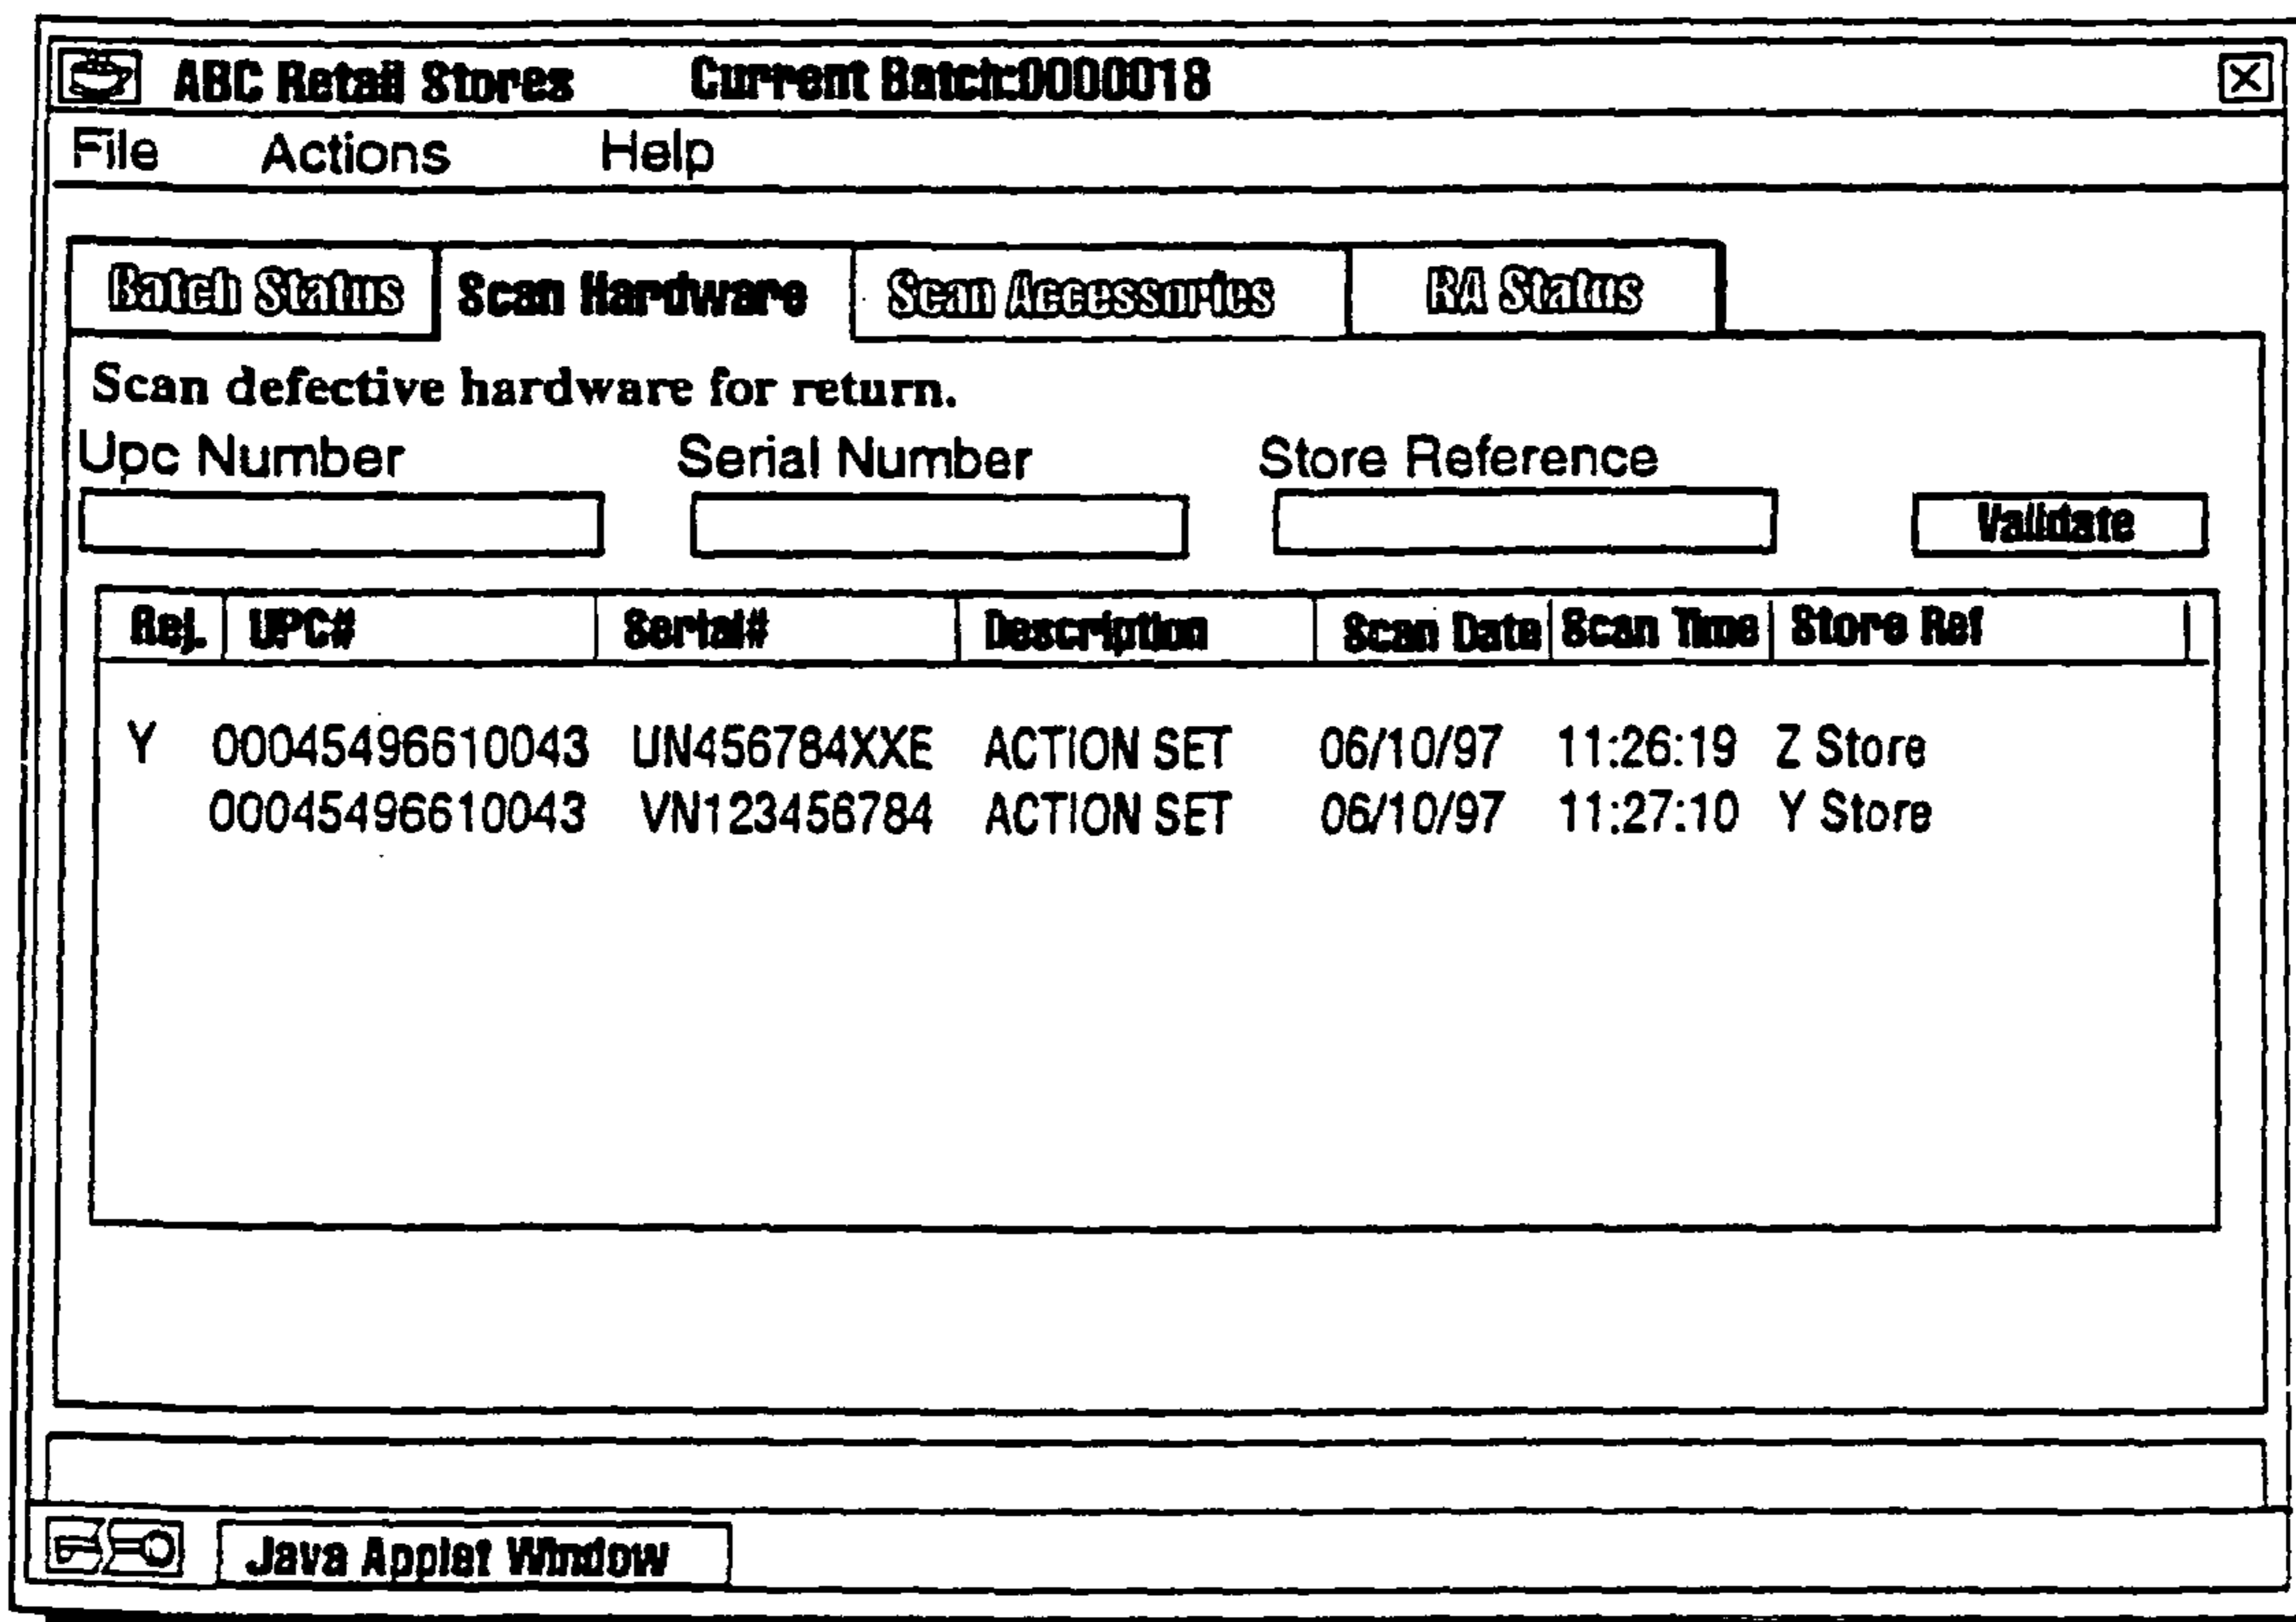 ABC Retail Stores Current Batch:0000018
File Actions Help
Batch Status Scan Hardware Scan Accessories RA Status
Scan defective hardware for return.
Upc Number Serial Number Store Reference
Validate
Rej. UPC# Serial# Description Scan Date Scan Time Store Ref
Y 00045496610043 UN456784XXE ACTION SET 06/10/97 11:26:19 Z Store
00045496610043 VN123456784 ACTION SET 06/10/97 11:27:10 Y Store
Java Applet Window